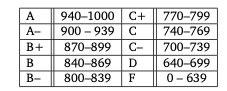 A 940–1000 C+ 770–799
A– 900 – 939 C 740–769
B+ 870–899 C– 700–739
B 840–869 D 640–699
B– 800–839 F 0 – 639